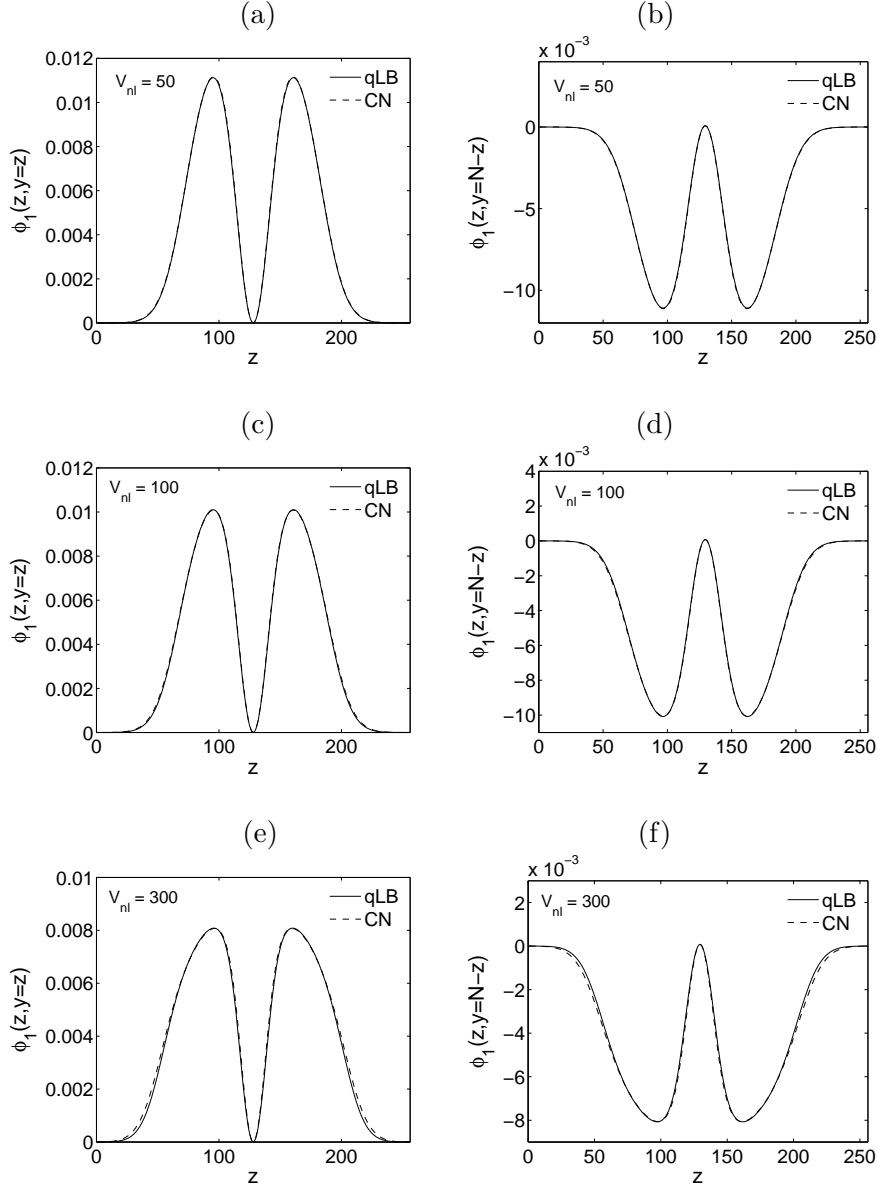 (a)
V_nl = 50
qLB
CN
0.012
0.01
0.008
0.006
0.004
0.002
0
0 100 200
z
ϕ_1(z,y=z)
(b)
x 10^−3
V_nl = 50
qLB
CN
0
−5
−10
0 50 100 150 200 250
z
ϕ_1(z,y=N−z)
(c)
V_nl = 100
qLB
CN
0.012
0.01
0.008
0.006
0.004
0.002
0
0 100 200
z
ϕ_1(z,y=z)
(d)
x 10^−3
V_nl = 100
qLB
CN
4
2
0
−2
−4
−6
−8
−10
0 50 100 150 200 250
z
ϕ_1(z,y=N−z)
(e)
V_nl = 300
qLB
CN
0.01
0.008
0.006
0.004
0.002
0
0 100 200
z
ϕ_1(z,y=z)
(f)
x 10^−3
V_nl = 300
qLB
CN
2
0
−2
−4
−6
−8
0 50 100 150 200 250
z
ϕ_1(z,y=N−z)